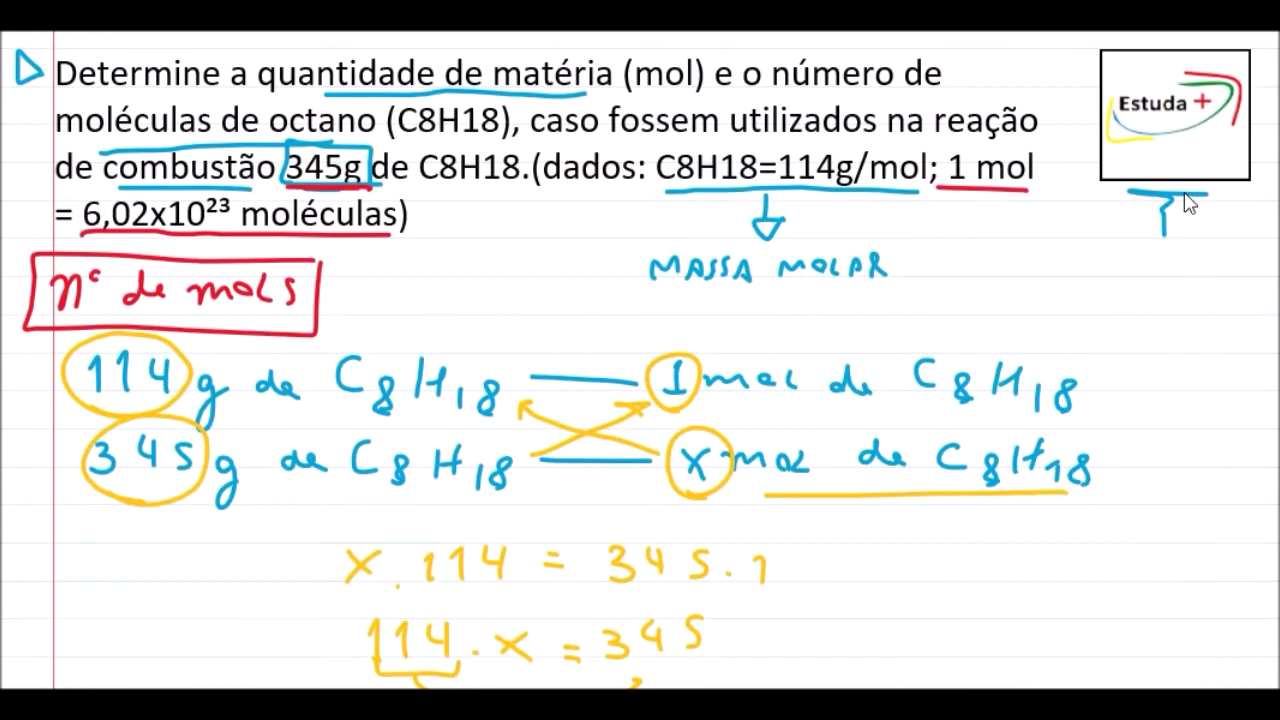 Determine a quantidade de matéria (mol) e o número de
moléculas de octano (C8H18), caso fossem utilizados na reação
de combustão 345g de C8H18.(dados: C8H18=114g/mol; 1 mol
= 6,02x10²³ moléculas)
Estuda +
MASSA MOLAR
n° de mols
114 g de C8H18 1 mol de C8H18
345 g de C8H18 x mol de C8H18
x . 114 = 345 . 1
114 . x = 345